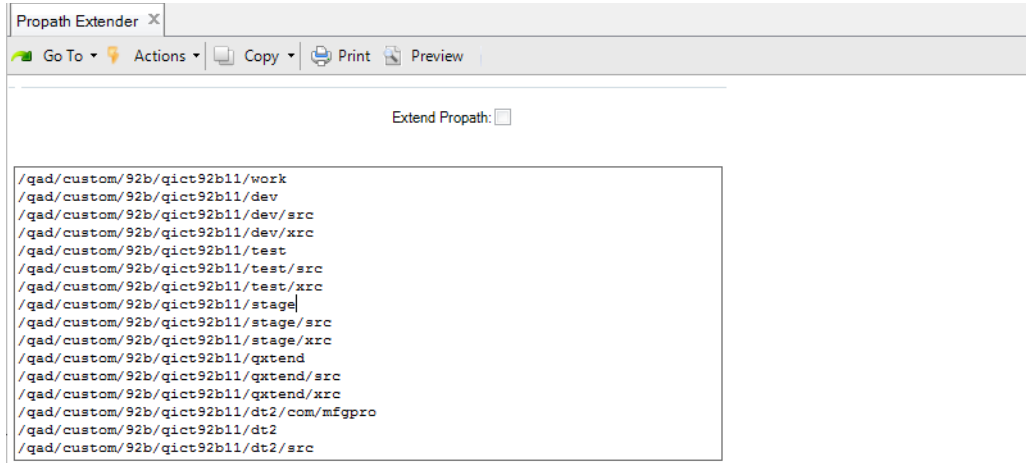 Propath Extender X
Go To Actions Copy Print Preview
Extend Propath:
/qad/custom/92b/qict92b11/work
/qad/custom/92b/qict92b11/dev
/qad/custom/92b/qict92b11/dev/src
/qad/custom/92b/qict92b11/dev/xrc
/qad/custom/92b/qict92b11/test
/qad/custom/92b/qict92b11/test/src
/qad/custom/92b/qict92b11/test/xrc
/qad/custom/92b/qict92b11/stage
/qad/custom/92b/qict92b11/stage/src
/qad/custom/92b/qict92b11/stage/xrc
/qad/custom/92b/qict92b11/qxtend
/qad/custom/92b/qict92b11/qxtend/src
/qad/custom/92b/qict92b11/qxtend/xrc
/qad/custom/92b/qict92b11/dt2/com/mfgpro
/qad/custom/92b/qict92b11/dt2
/qad/custom/92b/qict92b11/dt2/src